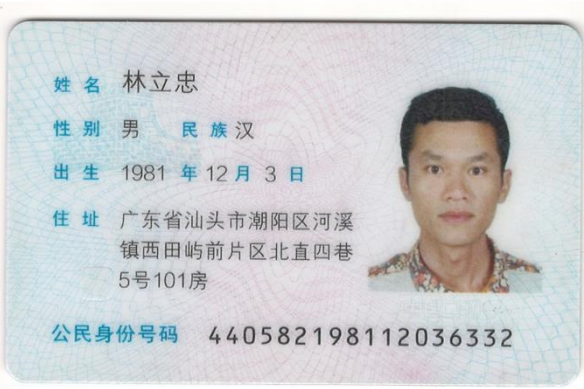 姓名 林立忠
性别 男 民族 汉
出生 1981 年 12 月 3 日
住址 广东省汕头市潮阳区河溪
镇西田屿前片区北直四巷
5号101房
公民身份号码 440582198112036332